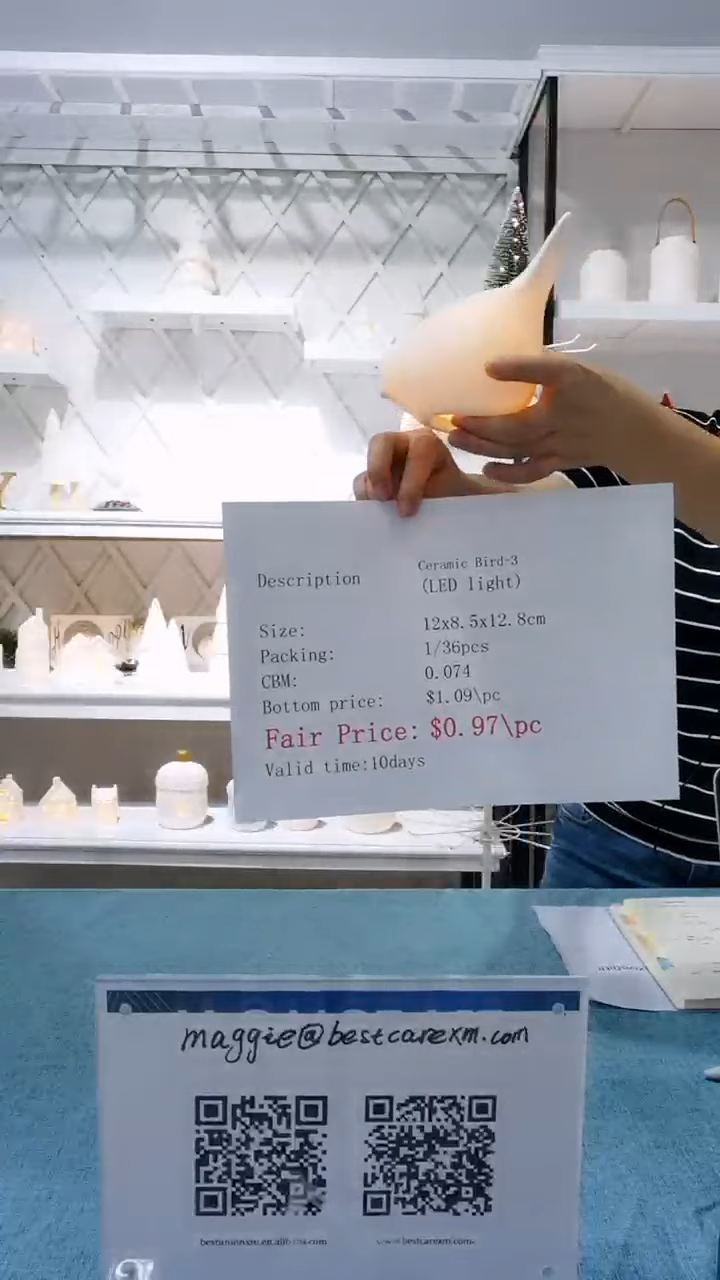 Description Ceramic Bird-3
(LED light)
Size: 12x8.5x12.8cm
Packing: 1/36pcs
CBM: 0.074
Bottom price: $1.09\pc
Fair Price: $0.97\pc
Valid time:10days
maggie@bestcarexm.com
www.bestcarexm.com